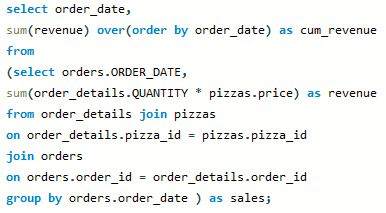 select order_date,
sum(revenue) over(order by order_date) as cum_revenue
from
(select orders.ORDER_DATE,
sum(order_details.QUANTITY * pizzas.price) as revenue
from order_details join pizzas
on order_details.pizza_id = pizzas.pizza_id
join orders
on orders.order_id = order_details.order_id
group by orders.order_date ) as sales;